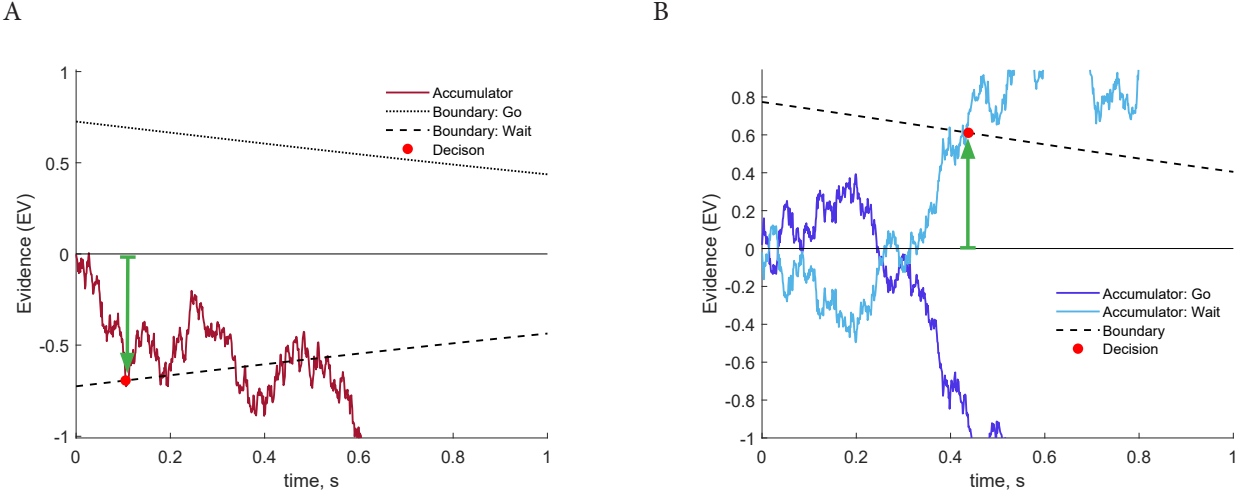 A
B
1
0.5
0
-0.5
-1
Evidence (EV)
0
0.2
0.4
0.6
0.8
1
time, s
Accumulator
Boundary: Go
Boundary: Wait
Decison
0.8
0.6
0.4
0.2
0
-0.2
-0.4
-0.6
-0.8
-1
Evidence (EV)
0
0.2
0.4
0.6
0.8
1
time, s
Accumulator: Go
Accumulator: Wait
Boundary
Decision